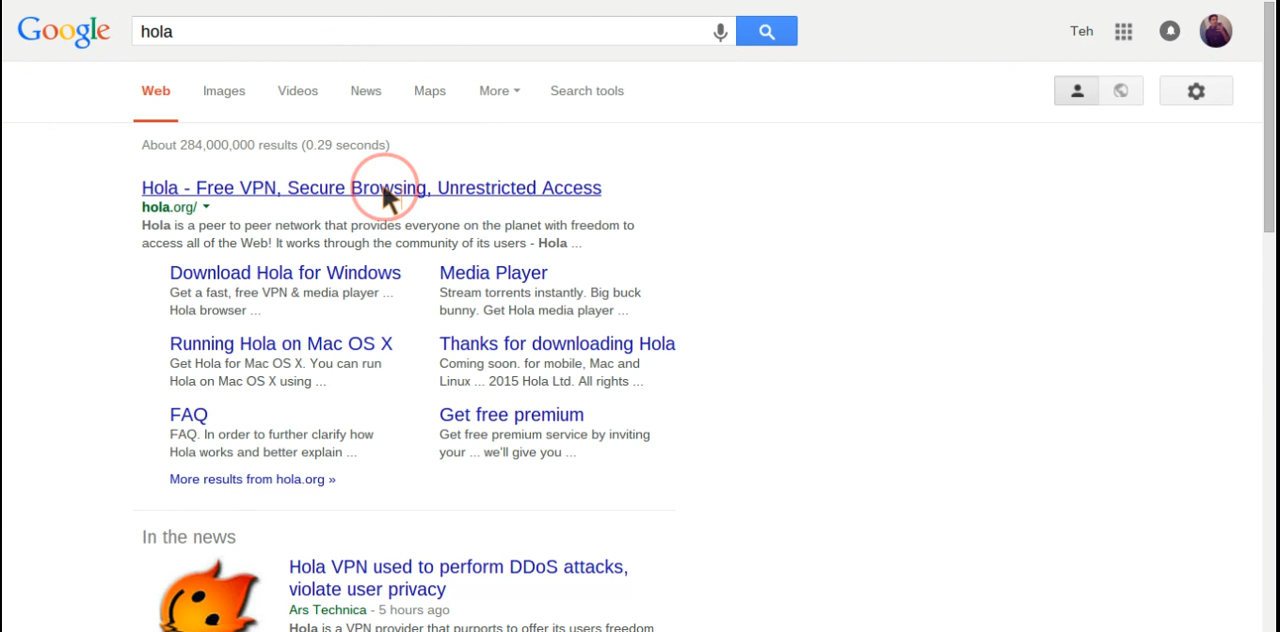 Google
hola
Teh
Web Images Videos News Maps More Search tools
About 284,000,000 results (0.29 seconds)
Hola - Free VPN, Secure Browsing, Unrestricted Access
hola.org/
Hola is a peer to peer network that provides everyone on the planet with freedom to
access all of the Web! It works through the community of its users - Hola ...
Download Hola for Windows
Get a fast, free VPN & media player ...
Hola browser ...
Media Player
Stream torrents instantly. Big buck
bunny. Get Hola media player ...
Running Hola on Mac OS X
Get Hola for Mac OS X. You can run
Hola on Mac OS X using ...
Thanks for downloading Hola
Coming soon. for mobile, Mac and
Linux ... 2015 Hola Ltd. All rights ...
FAQ
FAQ. In order to further clarify how
Hola works and better explain ...
Get free premium
Get free premium service by inviting
your ... we'll give you ...
More results from hola.org »
In the news
Hola VPN used to perform DDoS attacks,
violate user privacy
Ars Technica - 5 hours ago
Hola is a VPN provider that purports to offer its users freedom